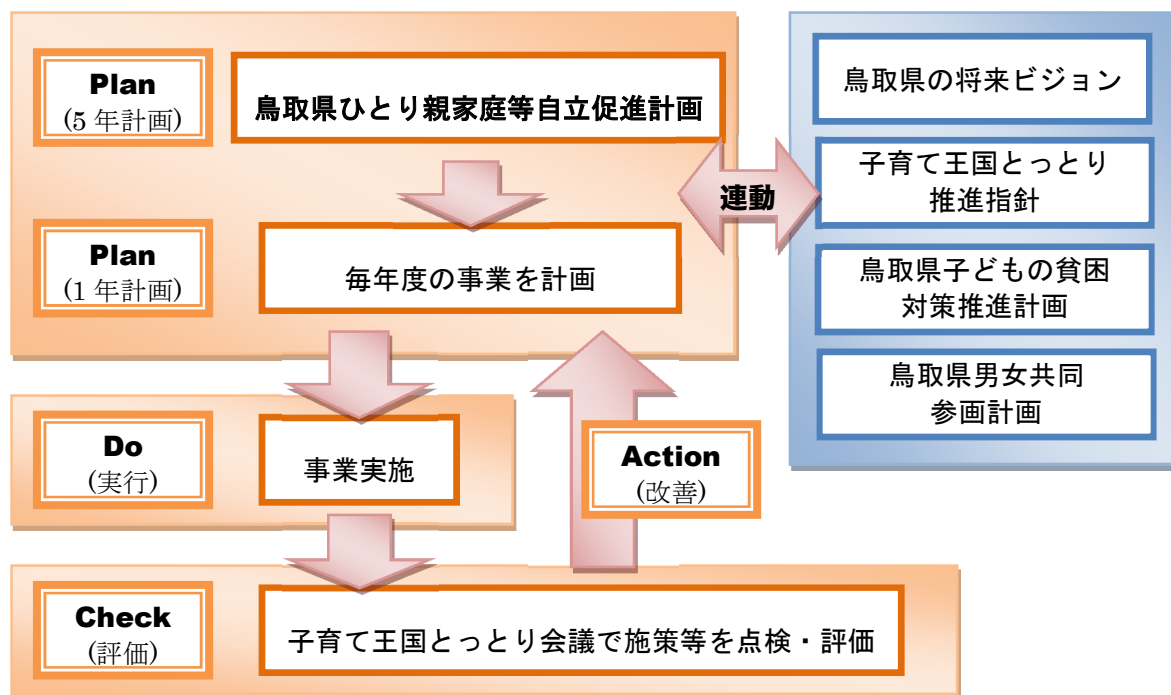 Plan
(5 年計画)
鳥取県ひとり親家庭等自立促進計画
Plan
(1 年計画)
毎年度の事業を計画
連動
鳥取県の将来ビジョン
子育て王国とっとり
推進指針
鳥取県子どもの貧困
対策推進計画
鳥取県男女共同
参画計画
Do
(実行)
事業実施
Action
(改善)
Check
(評価)
子育て王国とっとり会議で施策等を点検・評価